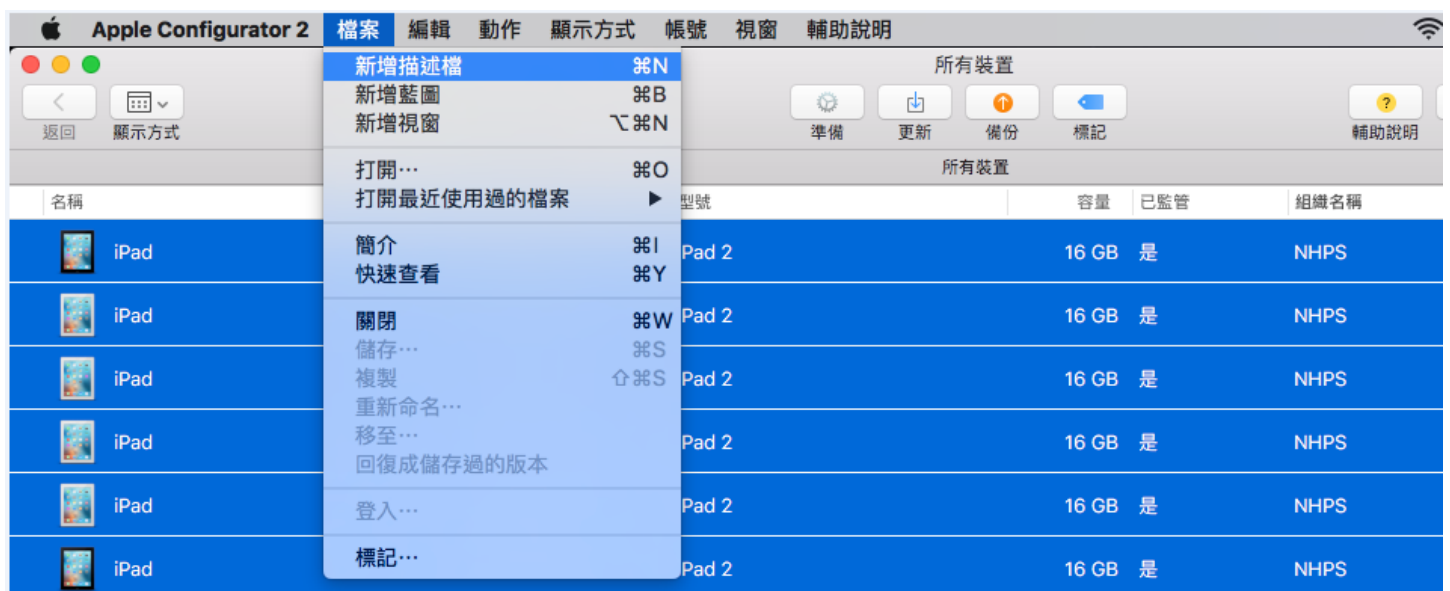 Apple Configurator 2 檔案 編輯 動作 顯示方式 帳號 視窗 輔助說明
所有裝置
返回 顯示方式 準備 更新 備份 標記 輔助說明
所有裝置
新增描述檔 ⌘N
新增藍圖 ⌘B
新增視窗 ⌥⌘N
打開⋯ ⌘O
打開最近使用過的檔案 ▶
簡介 ⌘I
快速查看 ⌘Y
關閉 ⌘W
儲存⋯ ⌘S
複製 ⇧⌘S
重新命名⋯
移至⋯
回復成儲存過的版本
登入⋯
標記⋯
名稱 型號 容量 已監管 組織名稱
iPad Pad 2 16 GB 是 NHPS
iPad Pad 2 16 GB 是 NHPS
iPad Pad 2 16 GB 是 NHPS
iPad Pad 2 16 GB 是 NHPS
iPad Pad 2 16 GB 是 NHPS
iPad Pad 2 16 GB 是 NHPS